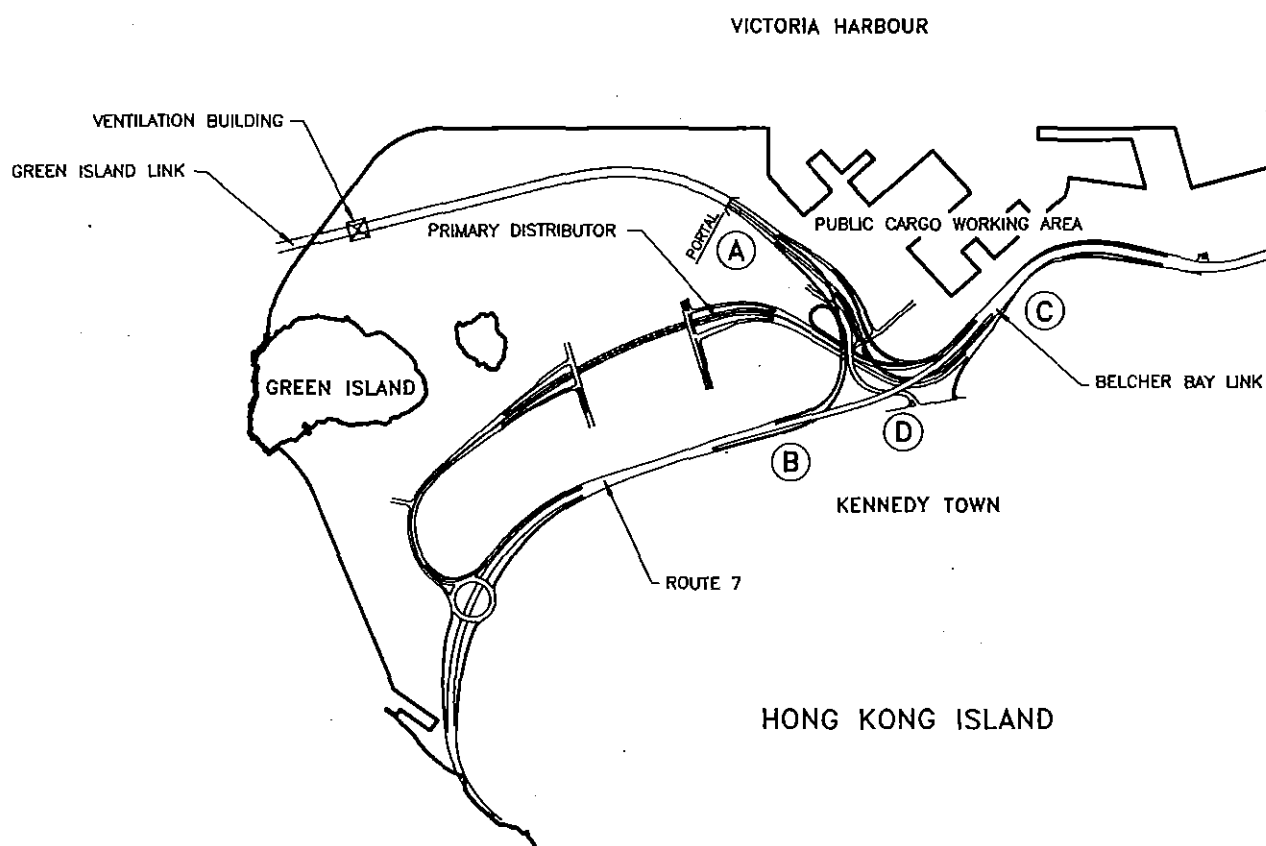 VICTORIA HARBOUR
VENTILATION BUILDING
GREEN ISLAND LINK
PRIMARY DISTRIBUTOR
PORTAL
A
PUBLIC CARGO WORKING AREA
C
GREEN ISLAND
BELCHER BAY LINK
D
B
KENNEDY TOWN
ROUTE 7
HONG KONG ISLAND